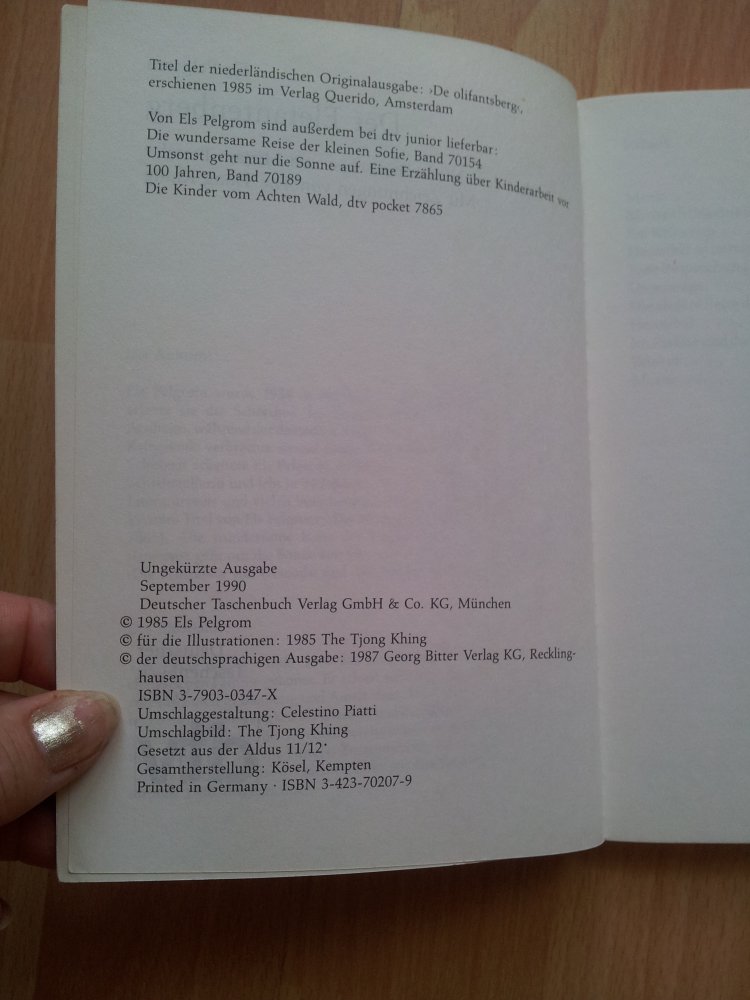 Titel der niederländischen Originalausgabe: ›De olifantsberg‹,
erschienen 1985 im Verlag Querido, Amsterdam
Von Els Pelgrom sind außerdem bei dtv junior lieferbar:
Die wundersame Reise der kleinen Sofie, Band 70154
Umsonst geht nur die Sonne auf. Eine Erzählung über Kinderarbeit vor
100 Jahren, Band 70189
Die Kinder vom Achten Wald, dtv pocket 7865
Ungekürzte Ausgabe
September 1990
Deutscher Taschenbuch Verlag GmbH & Co. KG, München
© 1985 Els Pelgrom
© für die Illustrationen: 1985 The Tjong Khing
© der deutschsprachigen Ausgabe: 1987 Georg Bitter Verlag KG, Reckling-
hausen
ISBN 3-7903-0347-X
Umschlaggestaltung: Celestino Piatti
Umschlagbild: The Tjong Khing
Gesetzt aus der Aldus 11/12˙
Gesamtherstellung: Kösel, Kempten
Printed in Germany · ISBN 3-423-70207-9